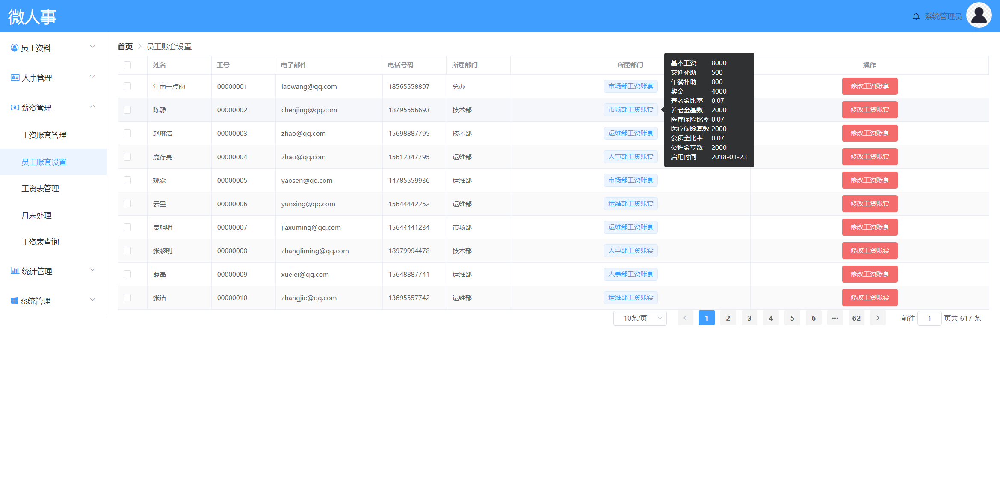 微人事
系统管理员
员工资料
人事管理
薪资管理
工资账套管理
员工账套设置
工资表管理
月末处理
工资表查询
统计管理
系统管理
首页 员工账套设置
姓名 工号 电子邮件 电话号码 所属部门 所属部门 操作
江南一点雨 00000001 laowang@qq.com 18565558897 总办 市场部工资账套 修改工资账套
陈静 00000002 chenjing@qq.com 18795556693 技术部 市场部工资账套 修改工资账套
赵琳浩 00000003 zhao@qq.com 15698887795 技术部 运维部工资账套 修改工资账套
鹿存亮 00000004 zhao@qq.com 15612347795 运维部 人事部工资账套 修改工资账套
姚森 00000005 yaosen@qq.com 14785559936 运维部 市场部工资账套 修改工资账套
云星 00000006 yunxing@qq.com 15644442252 运维部 运维部工资账套 修改工资账套
贾旭明 00000007 jiaxuming@qq.com 15644441234 市场部 运维部工资账套 修改工资账套
张黎明 00000008 zhangliming@qq.com 18979994478 技术部 人事部工资账套 修改工资账套
薛磊 00000009 xuelei@qq.com 15648887741 运维部 人事部工资账套 修改工资账套
张洁 00000010 zhangjie@qq.com 13695557742 运维部 运维部工资账套 修改工资账套
基本工资 8000
交通补助 500
午餐补助 800
奖金 4000
养老金比率 0.07
养老金基数 2000
医疗保险比率 0.07
医疗保险基数 2000
公积金比率 0.07
公积金基数 2000
启用时间 2018-01-23
10条/页 1 2 3 4 5 6 ••• 62 前往 1 页共 617 条